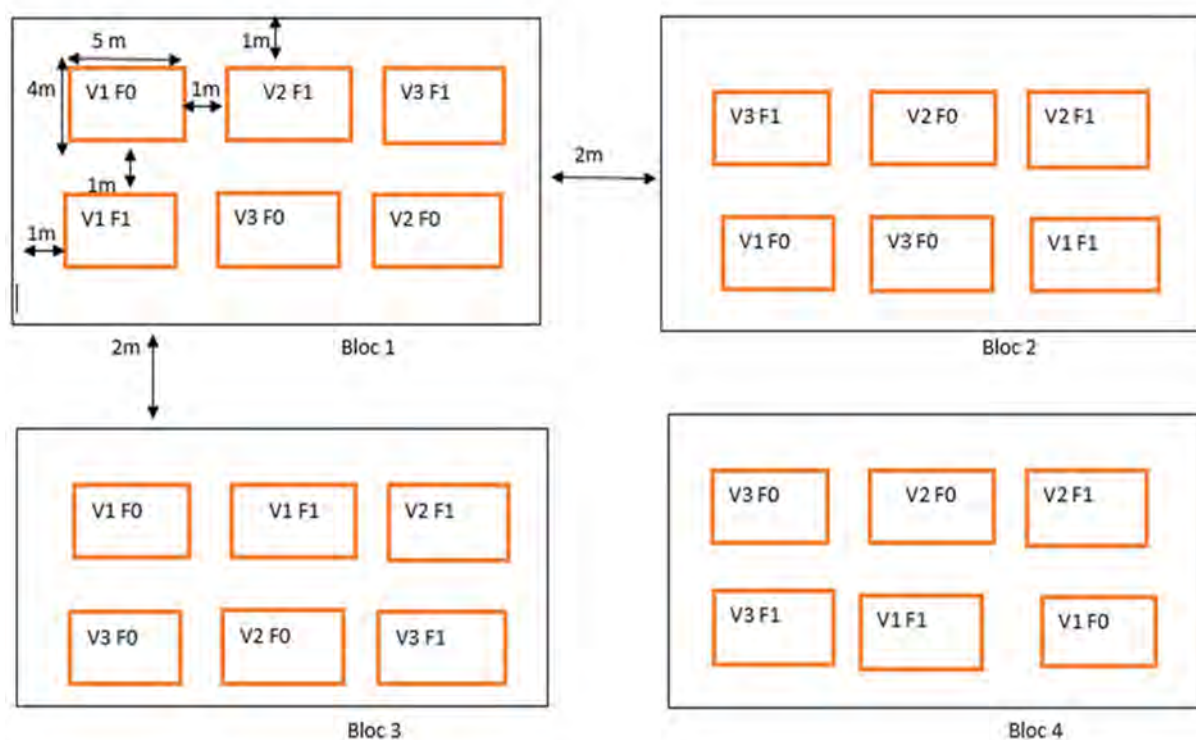 5 m
1m
4m
V1 F0
1m
V2 F1
V3 F1
1m
1m
V1 F1
V3 F0
V2 F0
Bloc 1
2m
V3 F1
V2 F0
V2 F1
V1 F0
V3 F0
V1 F1
Bloc 2
2m
V1 F0
V1 F1
V2 F1
V3 F0
V2 F0
V3 F1
Bloc 3
V3 F0
V2 F0
V2 F1
V3 F1
V1 F1
V1 F0
Bloc 4